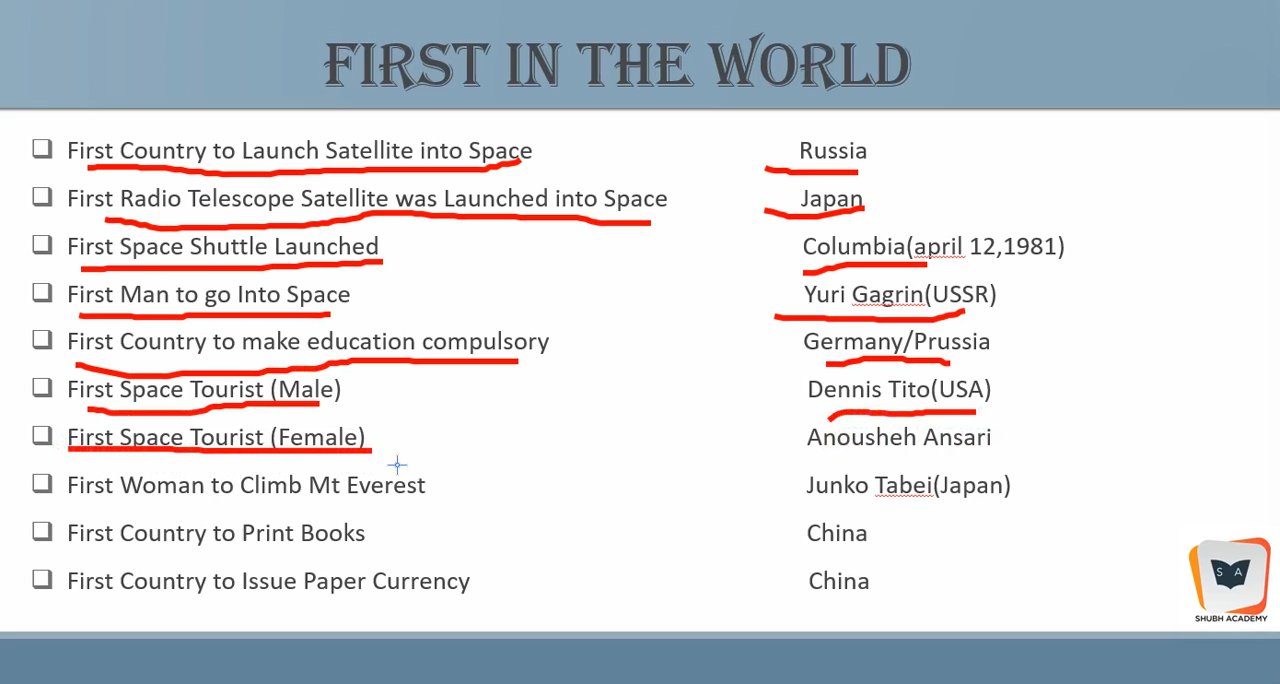 FIRST IN THE WORLD
First Country to Launch Satellite into Space Russia
First Radio Telescope Satellite was Launched into Space Japan
First Space Shuttle Launched Columbia(april 12,1981)
First Man to go Into Space Yuri Gagrin(USSR)
First Country to make education compulsory Germany/Prussia
First Space Tourist (Male) Dennis Tito(USA)
First Space Tourist (Female) Anousheh Ansari
First Woman to Climb Mt Everest Junko Tabei(Japan)
First Country to Print Books China
First Country to Issue Paper Currency China
S A
SHUBH ACADEMY